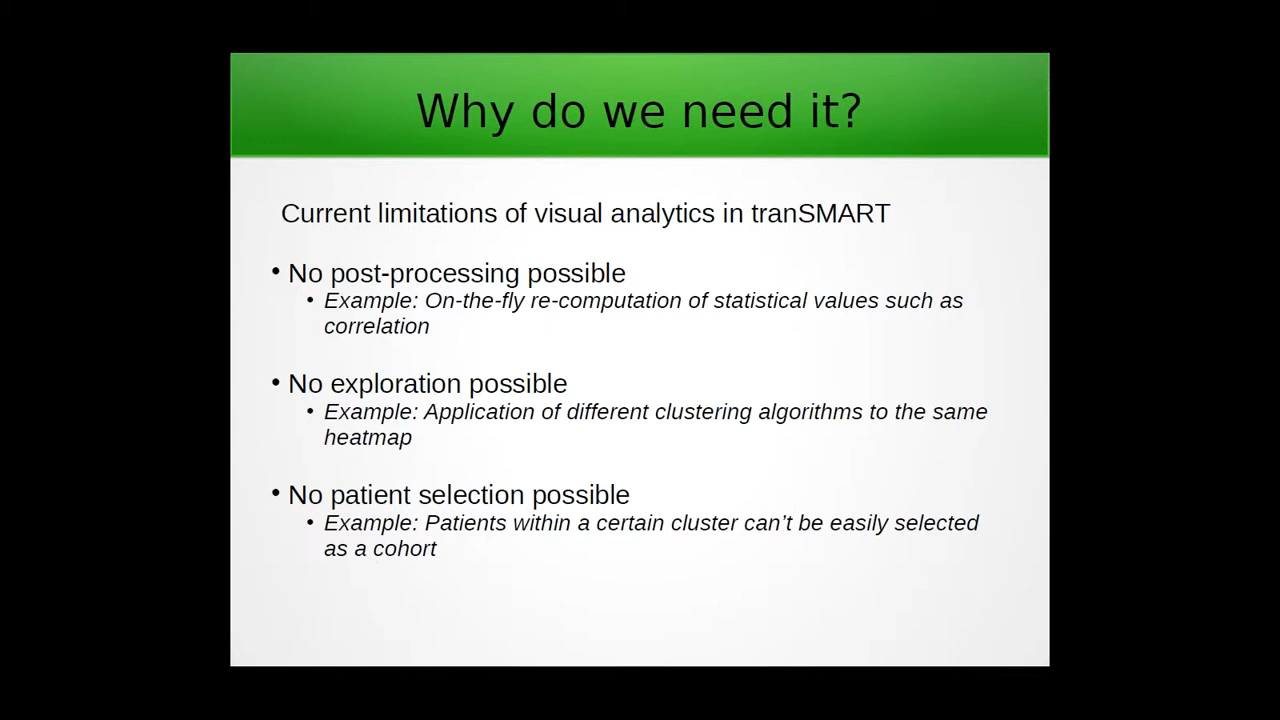 Why do we need it?
Current limitations of visual analytics in tranSMART
• No post-processing possible
• Example: On-the-fly re-computation of statistical values such as
correlation
• No exploration possible
• Example: Application of different clustering algorithms to the same
heatmap
• No patient selection possible
• Example: Patients within a certain cluster can't be easily selected
as a cohort